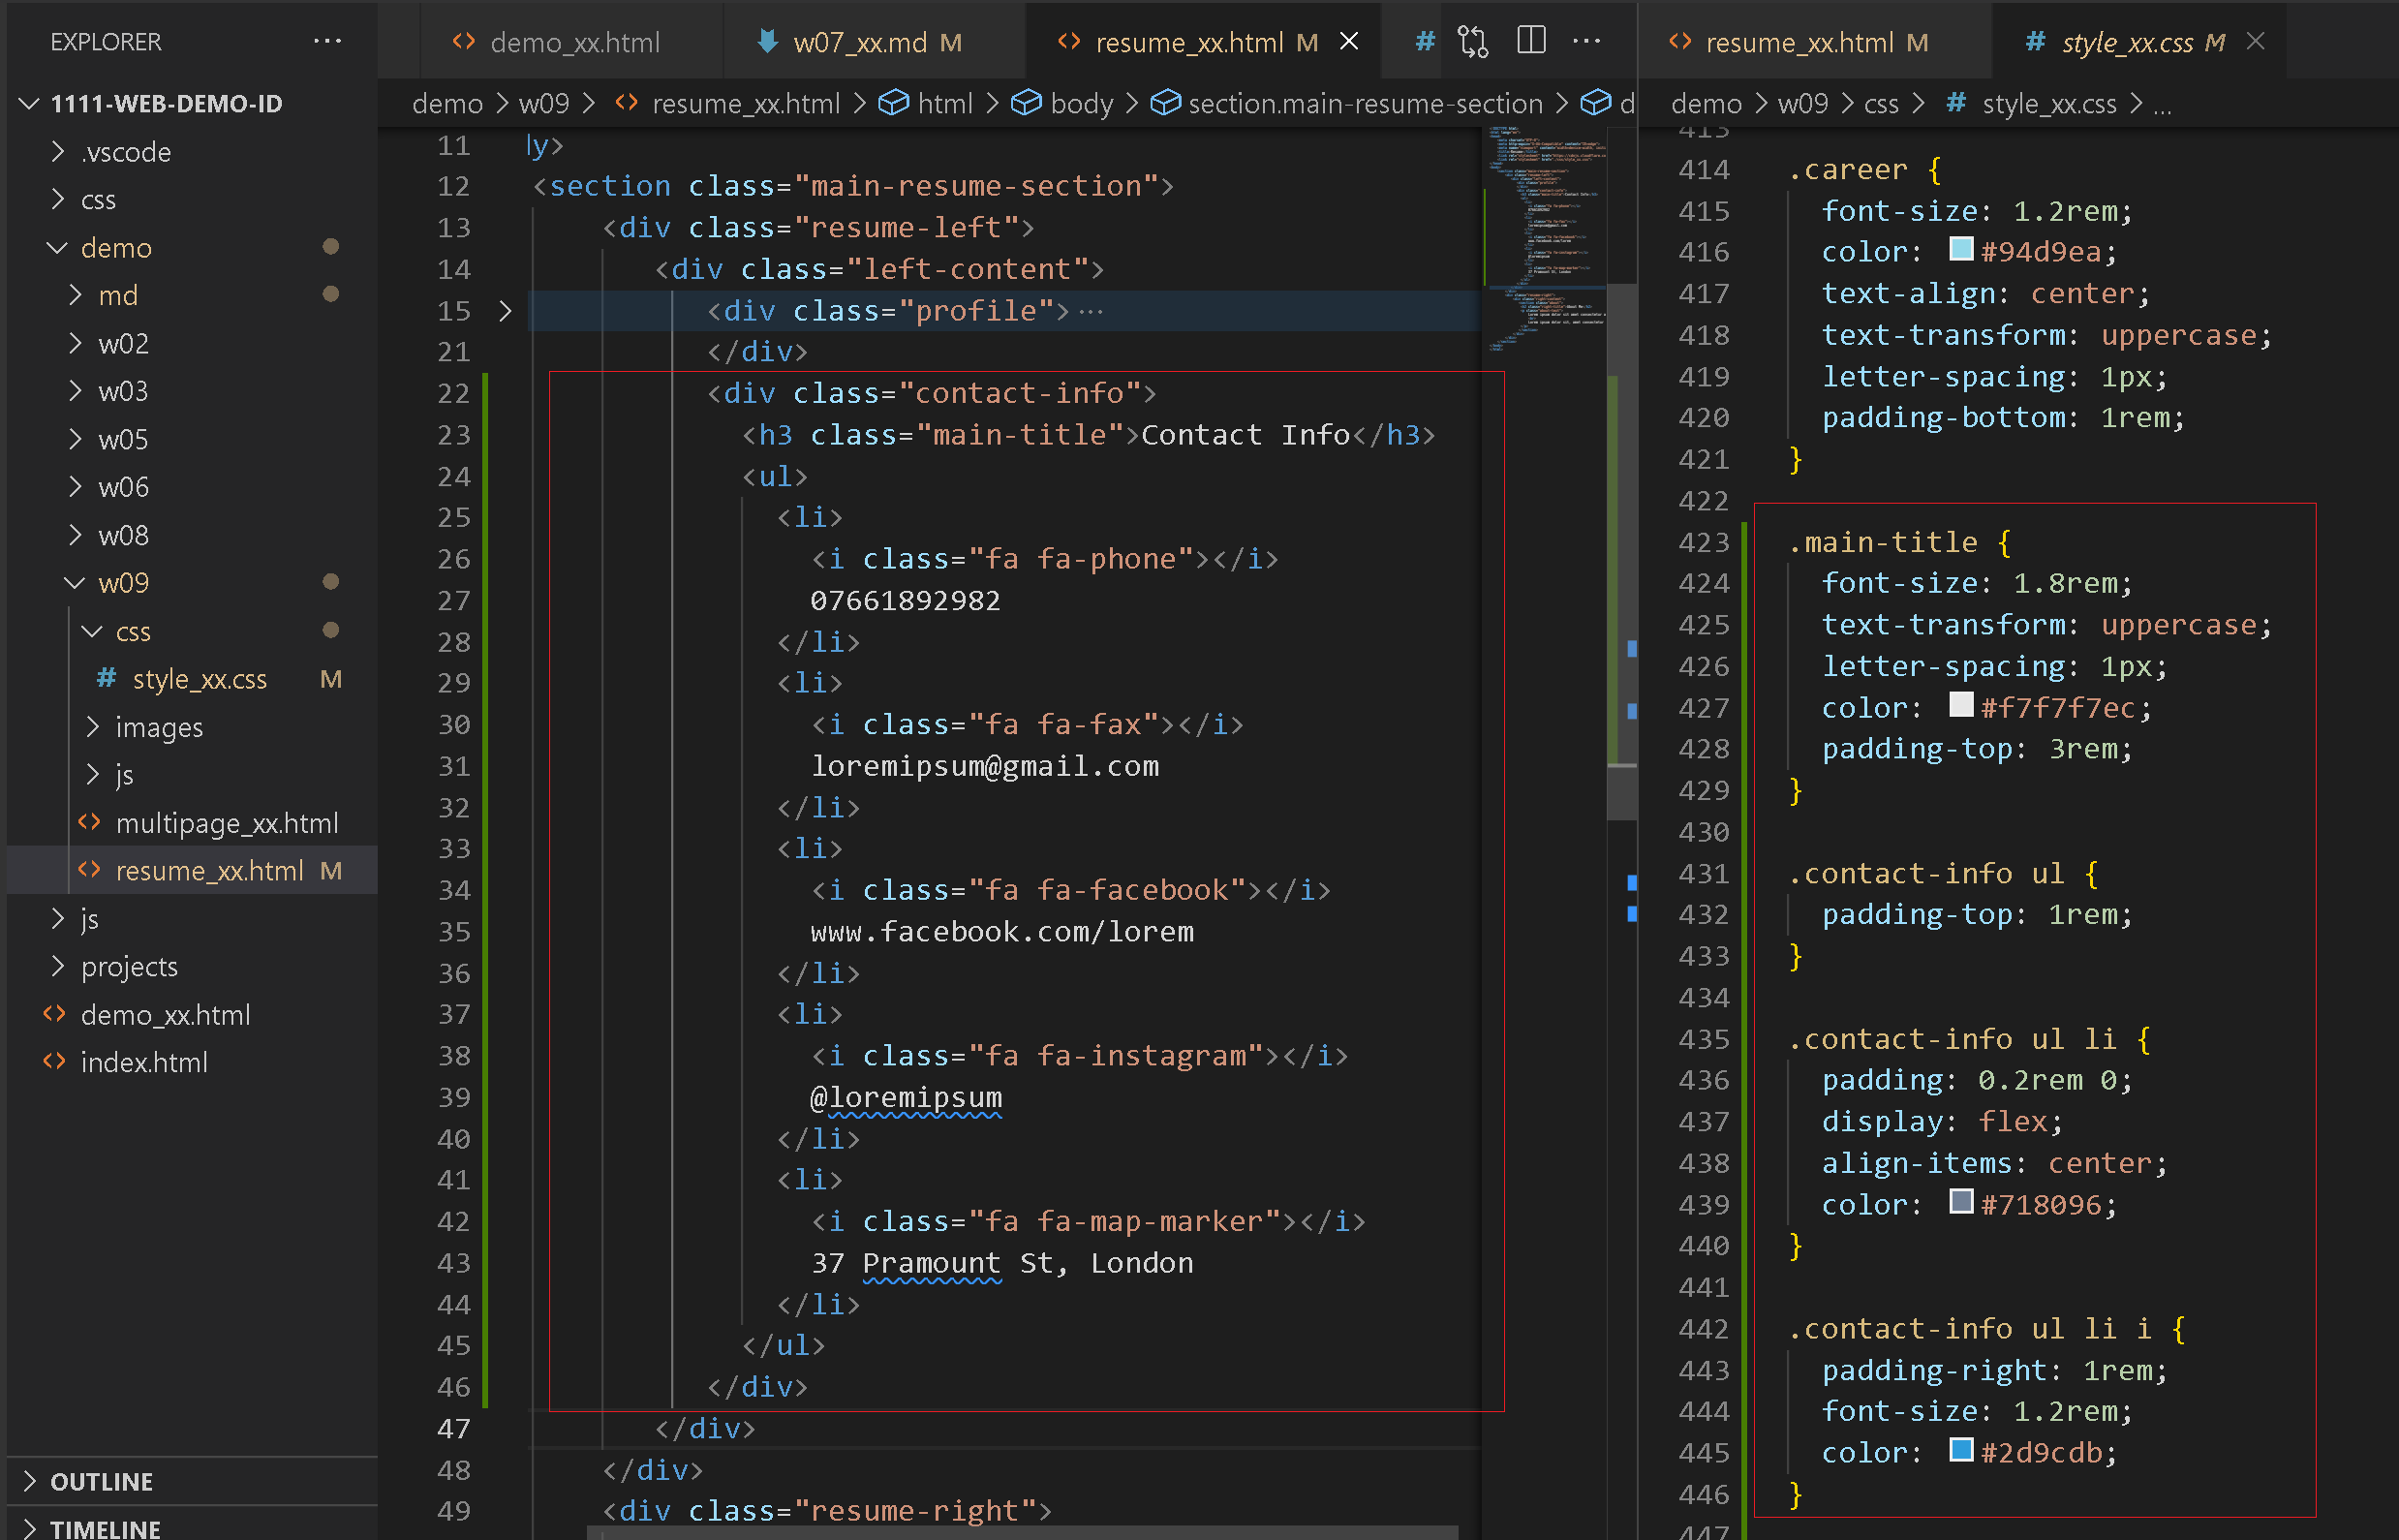 EXPLORER ...
1111-WEB-DEMO-ID
.vscode
css
demo
md
w02
w03
w05
w06
w08
w09
css
# style_xx.css M
images
js
<> multipage_xx.html
<> resume_xx.html M
js
projects
<> demo_xx.html
<> index.html
OUTLINE
TIMELINE
<> demo_xx.html
w07_xx.md M
<> resume_xx.html M
#
...
demo > w09 > <> resume_xx.html > html > body > section.main-resume-section > d
11 ly>
12 <section class="main-resume-section">
13 <div class="resume-left">
14 <div class="left-content">
15 <div class="profile"> ...
21 </div>
22 <div class="contact-info">
23 <h3 class="main-title">Contact Info</h3>
24 <ul>
25 <li>
26 <i class="fa fa-phone"></i>
27 07661892982
28 </li>
29 <li>
30 <i class="fa fa-fax"></i>
31 loremipsum@gmail.com
32 </li>
33 <li>
34 <i class="fa fa-facebook"></i>
35 www.facebook.com/lorem
36 </li>
37 <li>
38 <i class="fa fa-instagram"></i>
39 @loremipsum
40 </li>
41 <li>
42 <i class="fa fa-map-marker"></i>
43 37 Pramount St, London
44 </li>
45 </ul>
46 </div>
47 </div>
48 </div>
49 <div class="resume-right">
<> resume_xx.html M
# style_xx.css M
demo > w09 > css > # style_xx.css > ...
413
414 .career {
415 font-size: 1.2rem;
416 color: #94d9ea;
417 text-align: center;
418 text-transform: uppercase;
419 letter-spacing: 1px;
420 padding-bottom: 1rem;
421 }
422
423 .main-title {
424 font-size: 1.8rem;
425 text-transform: uppercase;
426 letter-spacing: 1px;
427 color: #f7f7f7ec;
428 padding-top: 3rem;
429 }
430
431 .contact-info ul {
432 padding-top: 1rem;
433 }
434
435 .contact-info ul li {
436 padding: 0.2rem 0;
437 display: flex;
438 align-items: center;
439 color: #718096;
440 }
441
442 .contact-info ul li i {
443 padding-right: 1rem;
444 font-size: 1.2rem;
445 color: #2d9cdb;
446 }
447